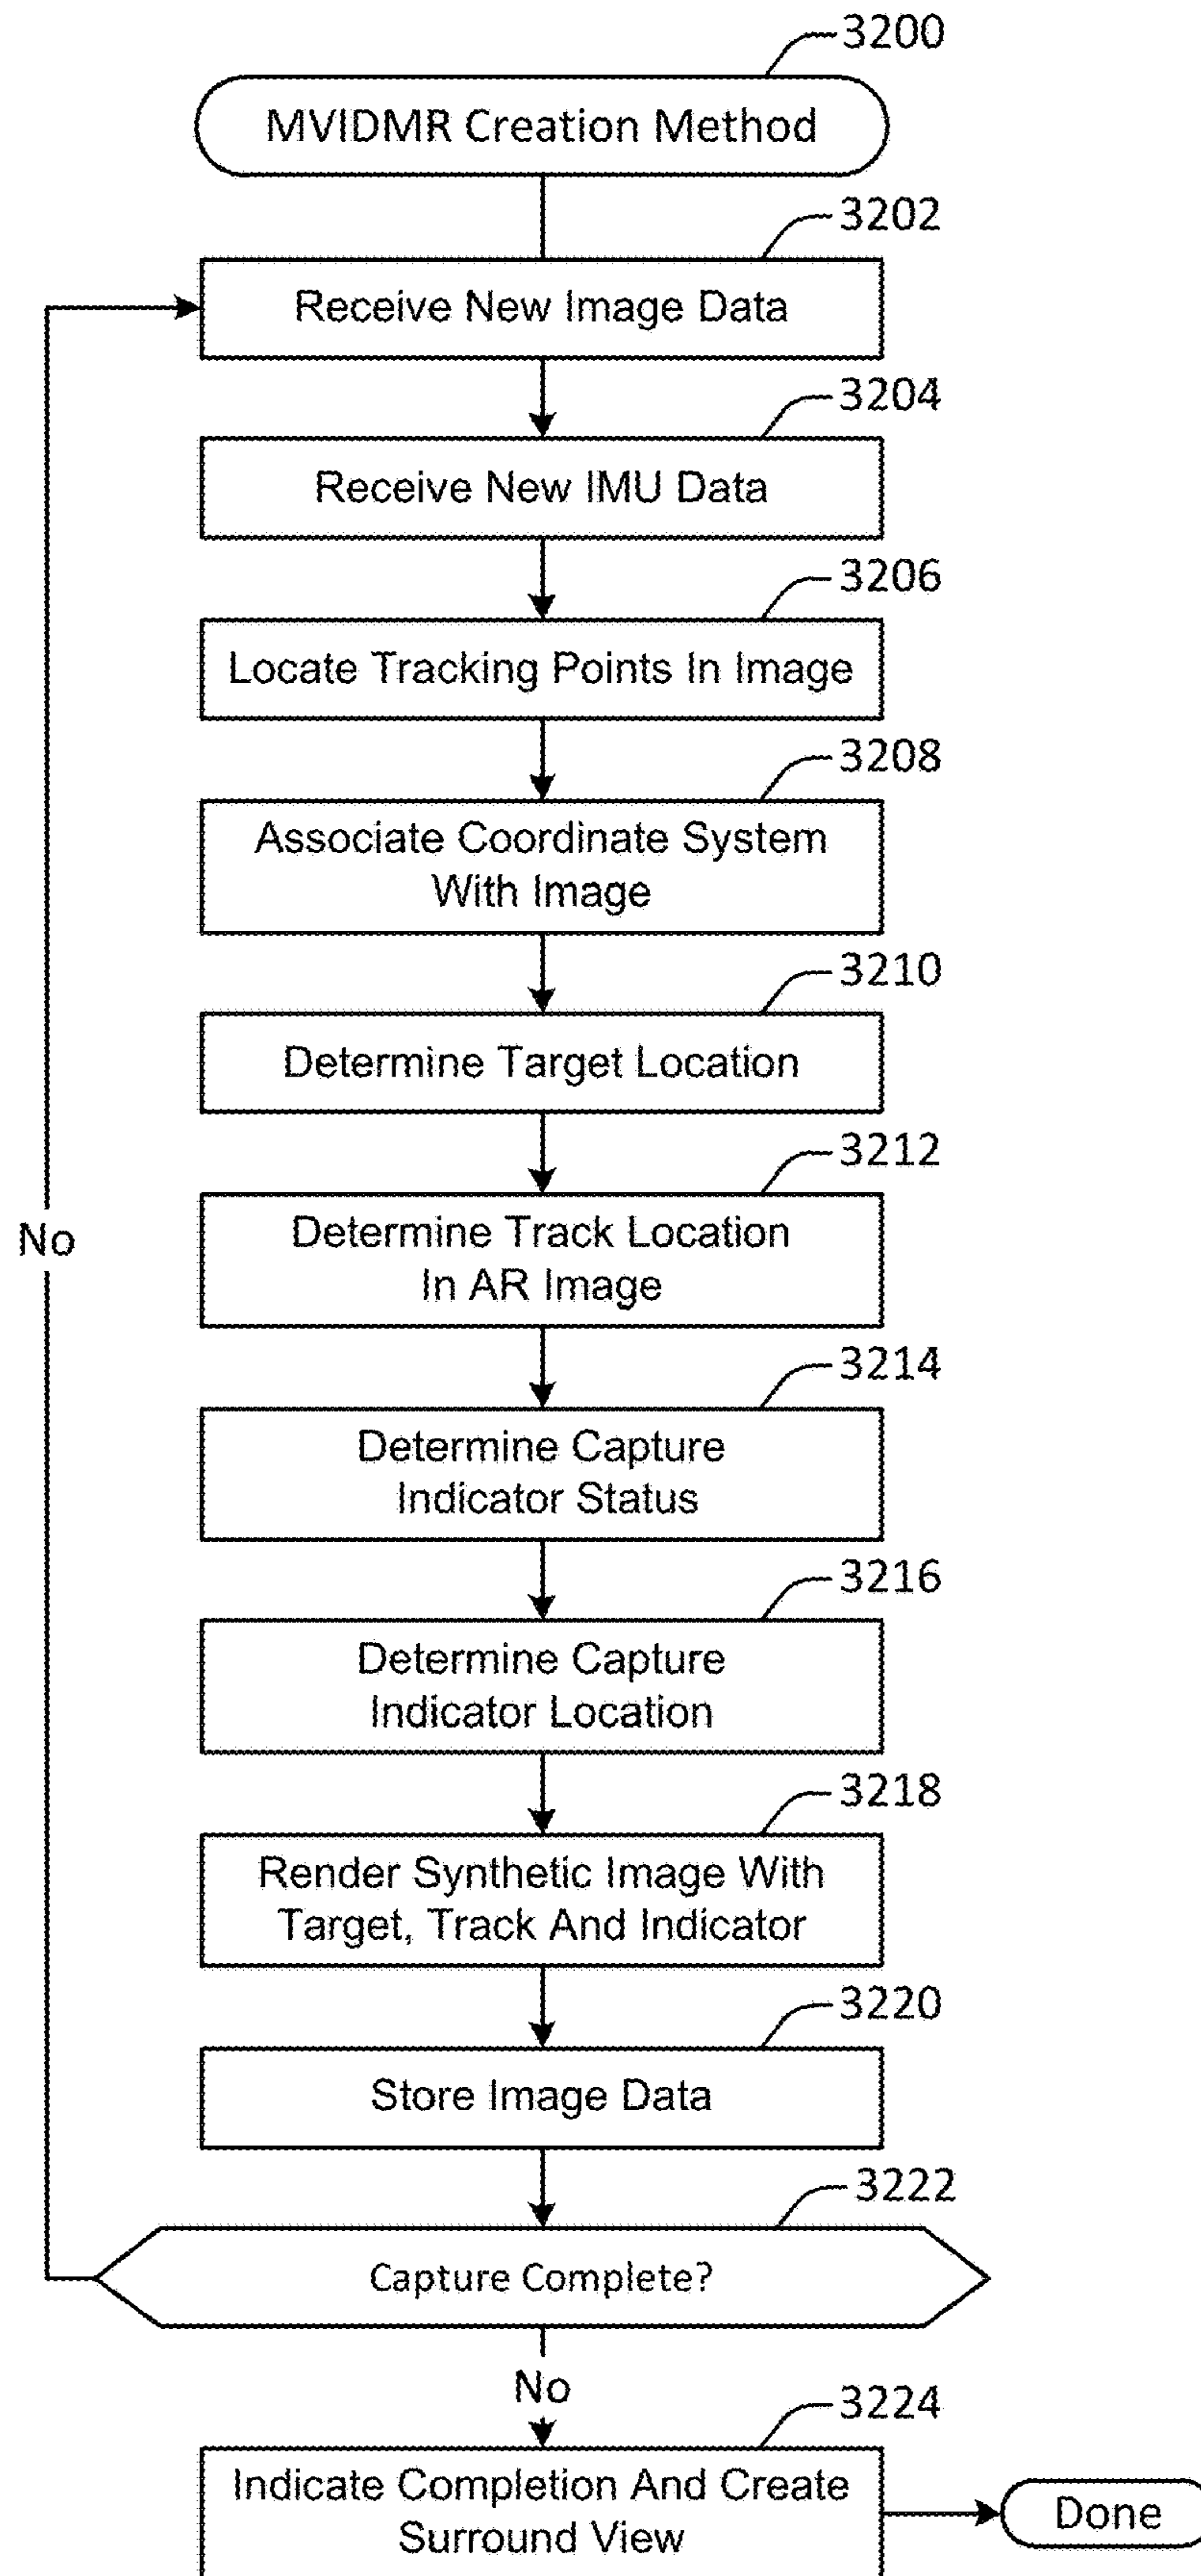 3200
MVIDMR Creation Method
3202
Receive New Image Data
3204
Receive New IMU Data
3206
Locate Tracking Points In Image
3208
Associate Coordinate System
With Image
3210
Determine Target Location
3212
Determine Track Location
In AR Image
No
3214
Determine Capture
Indicator Status
3216
Determine Capture
Indicator Location
3218
Render Synthetic Image With
Target, Track And Indicator
3220
Store Image Data
3222
Capture Complete?
No
3224
Indicate Completion And Create
Surround View
Done